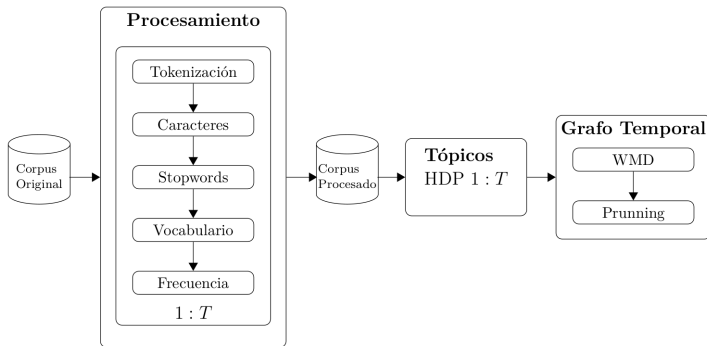 Corpus
Original
Procesamiento
Tokenización
Caracteres
Stopwords
Vocabulario
Frecuencia
1 : T
Corpus
Procesado
Tópicos
HDP 1 : T
Grafo Temporal
WMD
Prunning